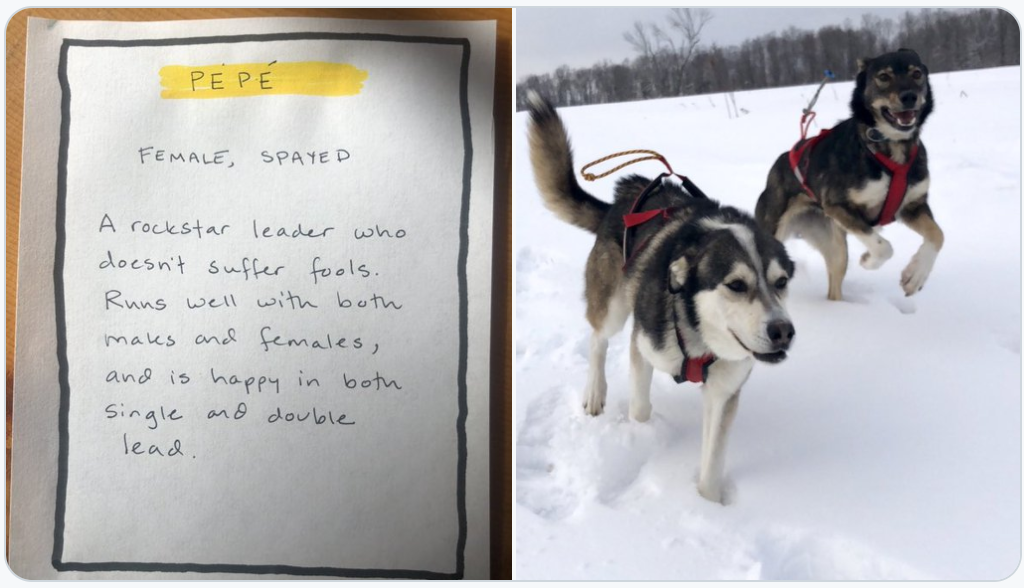 PÉPÉ
FEMALE, SPAYED
A rockstar leader who
doesn't suffer fools.
Runs well with both
males and females,
and is happy in both
single and double
lead.